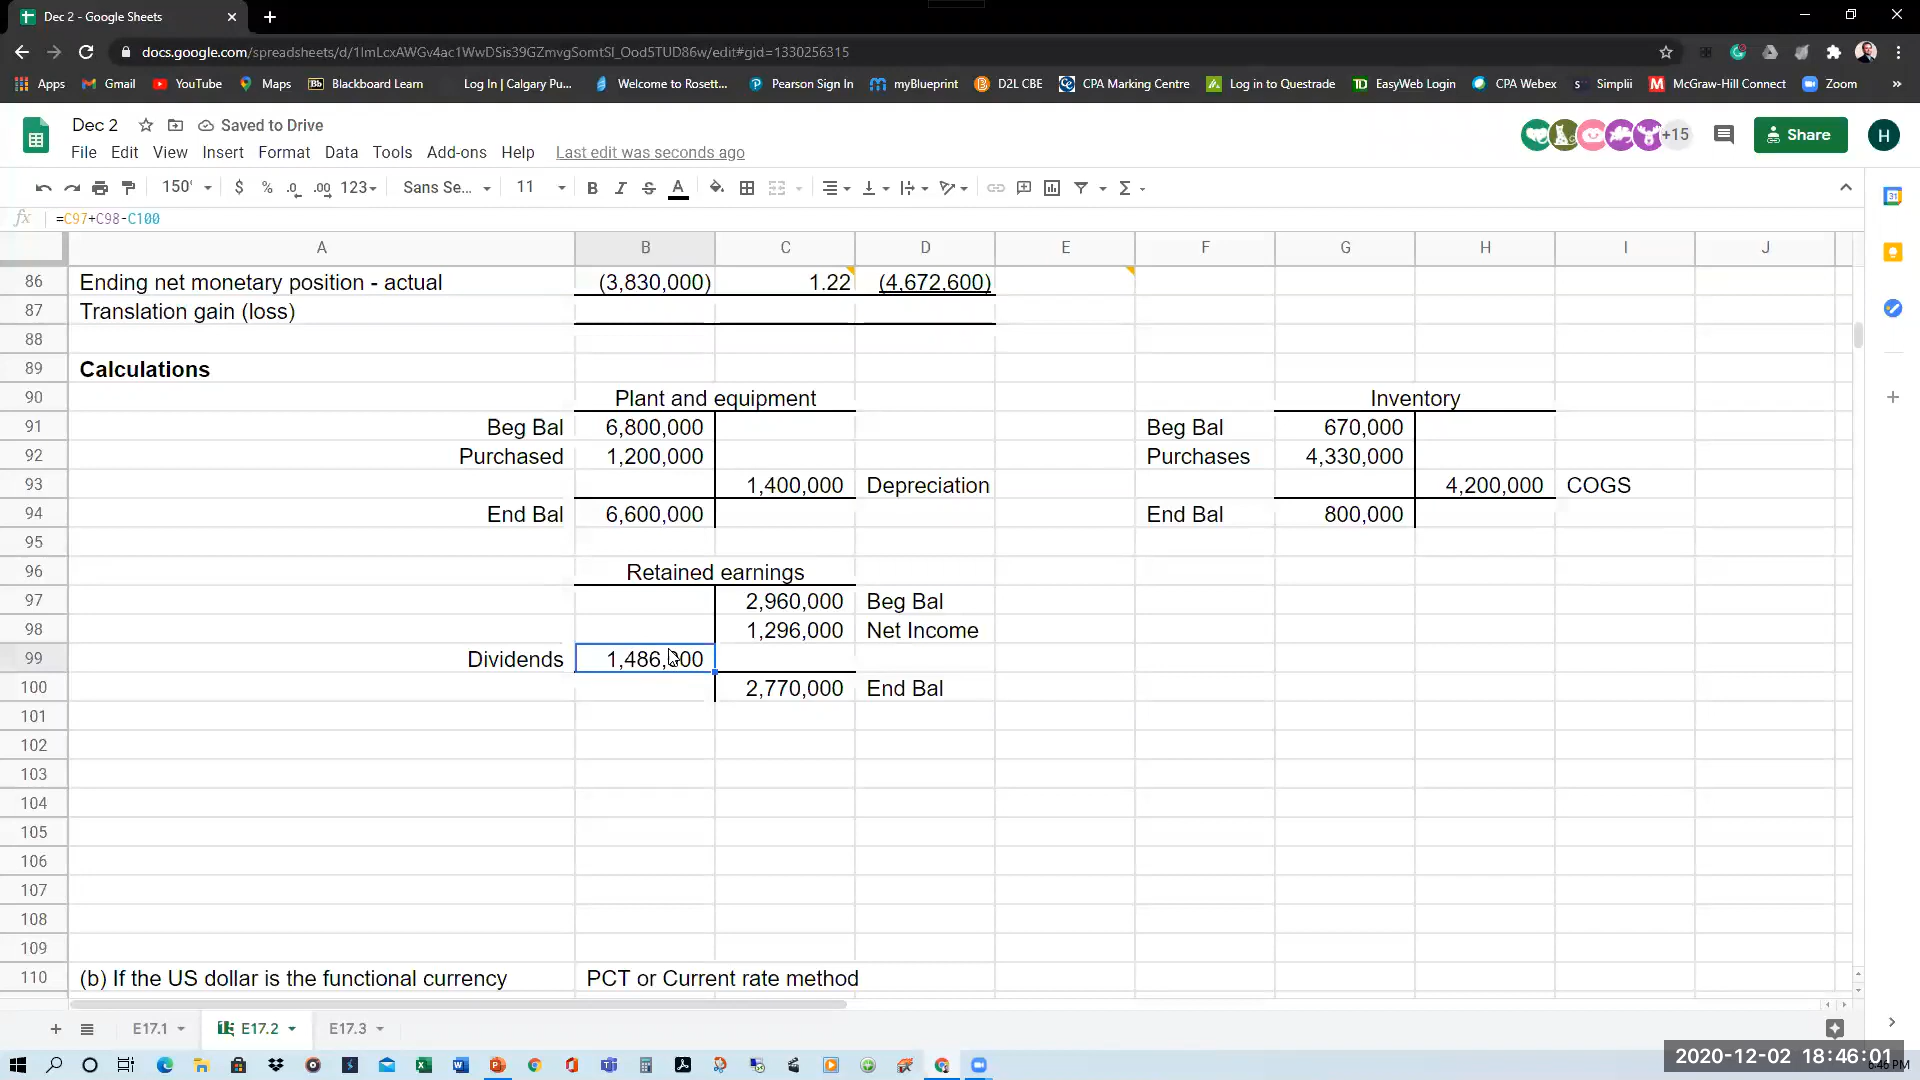 Dec 2 - Google Sheets
docs.google.com/spreadsheets/d/1ImLcxAWGv4ac1WwDSis39GZmvgSomtSl_Ood5TUD86w/edit#gid=1330256315
Apps Gmail YouTube Maps Bb Blackboard Learn Log In | Calgary Pu... Welcome to Rosett... Pearson Sign In myBlueprint D2L CBE CPA Marking Centre Log in to Questrade TD EasyWeb Login CPA Webex Simplii McGraw-Hill Connect Zoom »
Dec 2 Saved to Drive
+15 Share H
File Edit View Insert Format Data Tools Add-ons Help Last edit was seconds ago
150% $ % .0 .00 123 Sans Se... 11 B I S A Σ
fx =C97+C98-C100
A B C D E F G H I J
86 Ending net monetary position - actual (3,830,000) 1.22 (4,672,600)
87 Translation gain (loss)
88
89 Calculations
90 Plant and equipment Inventory
91 Beg Bal 6,800,000 Beg Bal 670,000
92 Purchased 1,200,000 Purchases 4,330,000
93 1,400,000 Depreciation 4,200,000 COGS
94 End Bal 6,600,000 End Bal 800,000
95
96 Retained earnings
97 2,960,000 Beg Bal
98 1,296,000 Net Income
99 Dividends 1,486,000
100 2,770,000 End Bal
101
102
103
104
105
106
107
108
109
110 (b) If the US dollar is the functional currency PCT or Current rate method
E17.1 E17.2 E17.3
2020-12-02 18:46:01